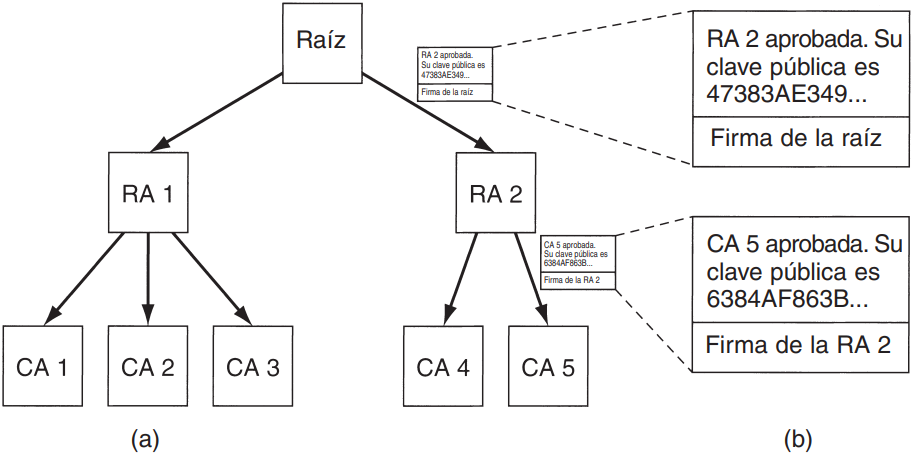 Raíz
RA 2 aprobada.
Su clave pública es
47383AE349...
Firma de la raíz
RA 2 aprobada. Su
clave pública es
47383AE349...
Firma de la raíz
RA 1
RA 2
CA 5 aprobada.
Su clave pública es
6384AF863B...
Firma de la RA 2
CA 5 aprobada. Su
clave pública es
6384AF863B...
Firma de la RA 2
CA 1
CA 2
CA 3
CA 4
CA 5
(a)
(b)